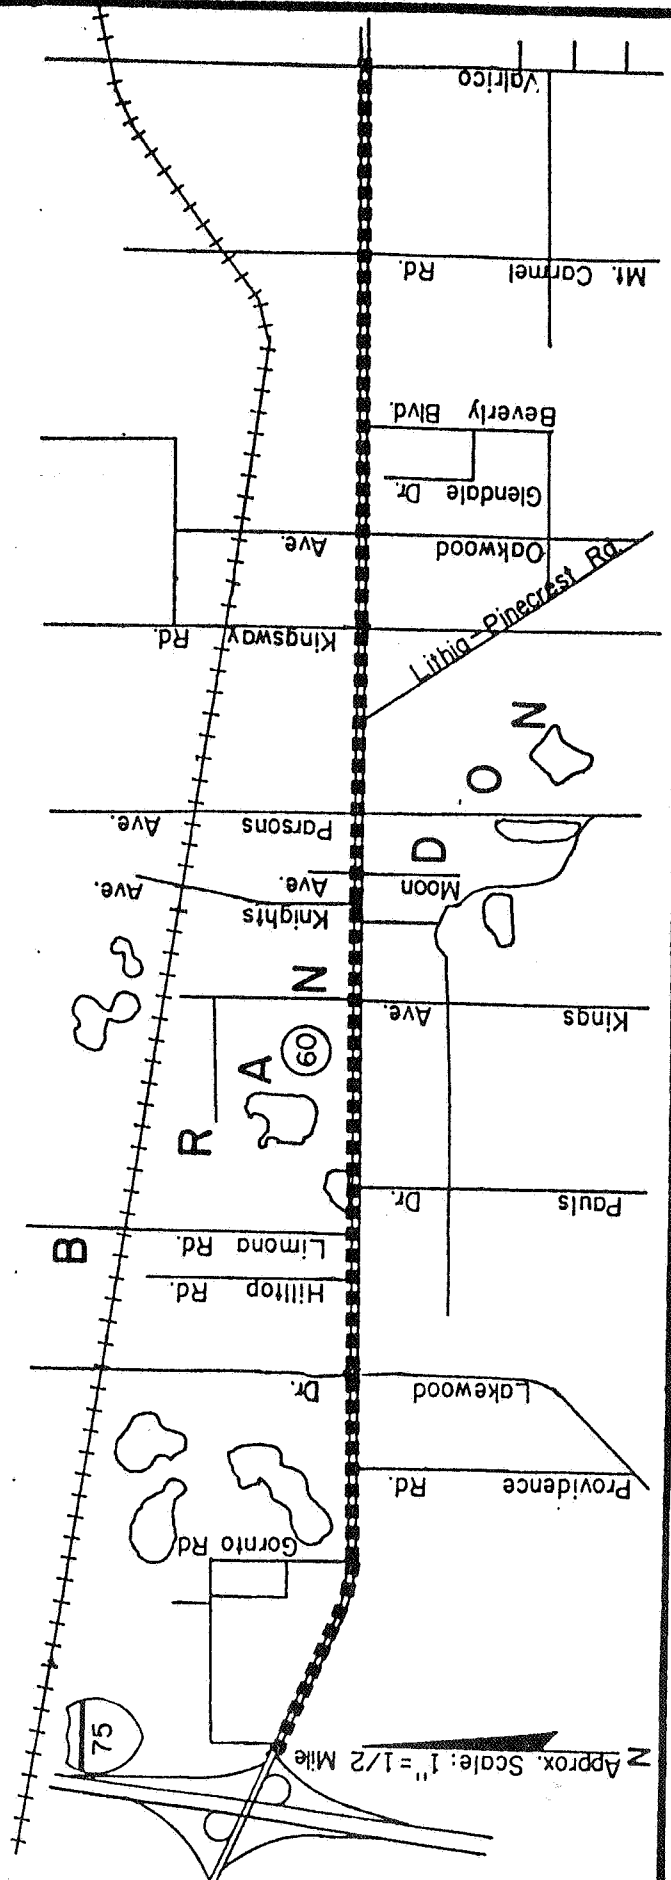 Valrico
Mt. Carmel Rd.
Beverly Blvd.
Glendale Dr.
Oakwood Ave.
Kingsway Rd.
Lithia-Pinecrest Rd.
Parsons Ave.
Moon Ave.
Knights Ave.
Kings Ave.
60
BRANDON
Pauls Dr.
Limona Rd.
Hilltop Rd.
Lakewood Dr.
Providence Rd.
Gornto Rd
75
N
Approx. Scale: 1" = 1/2 Mile